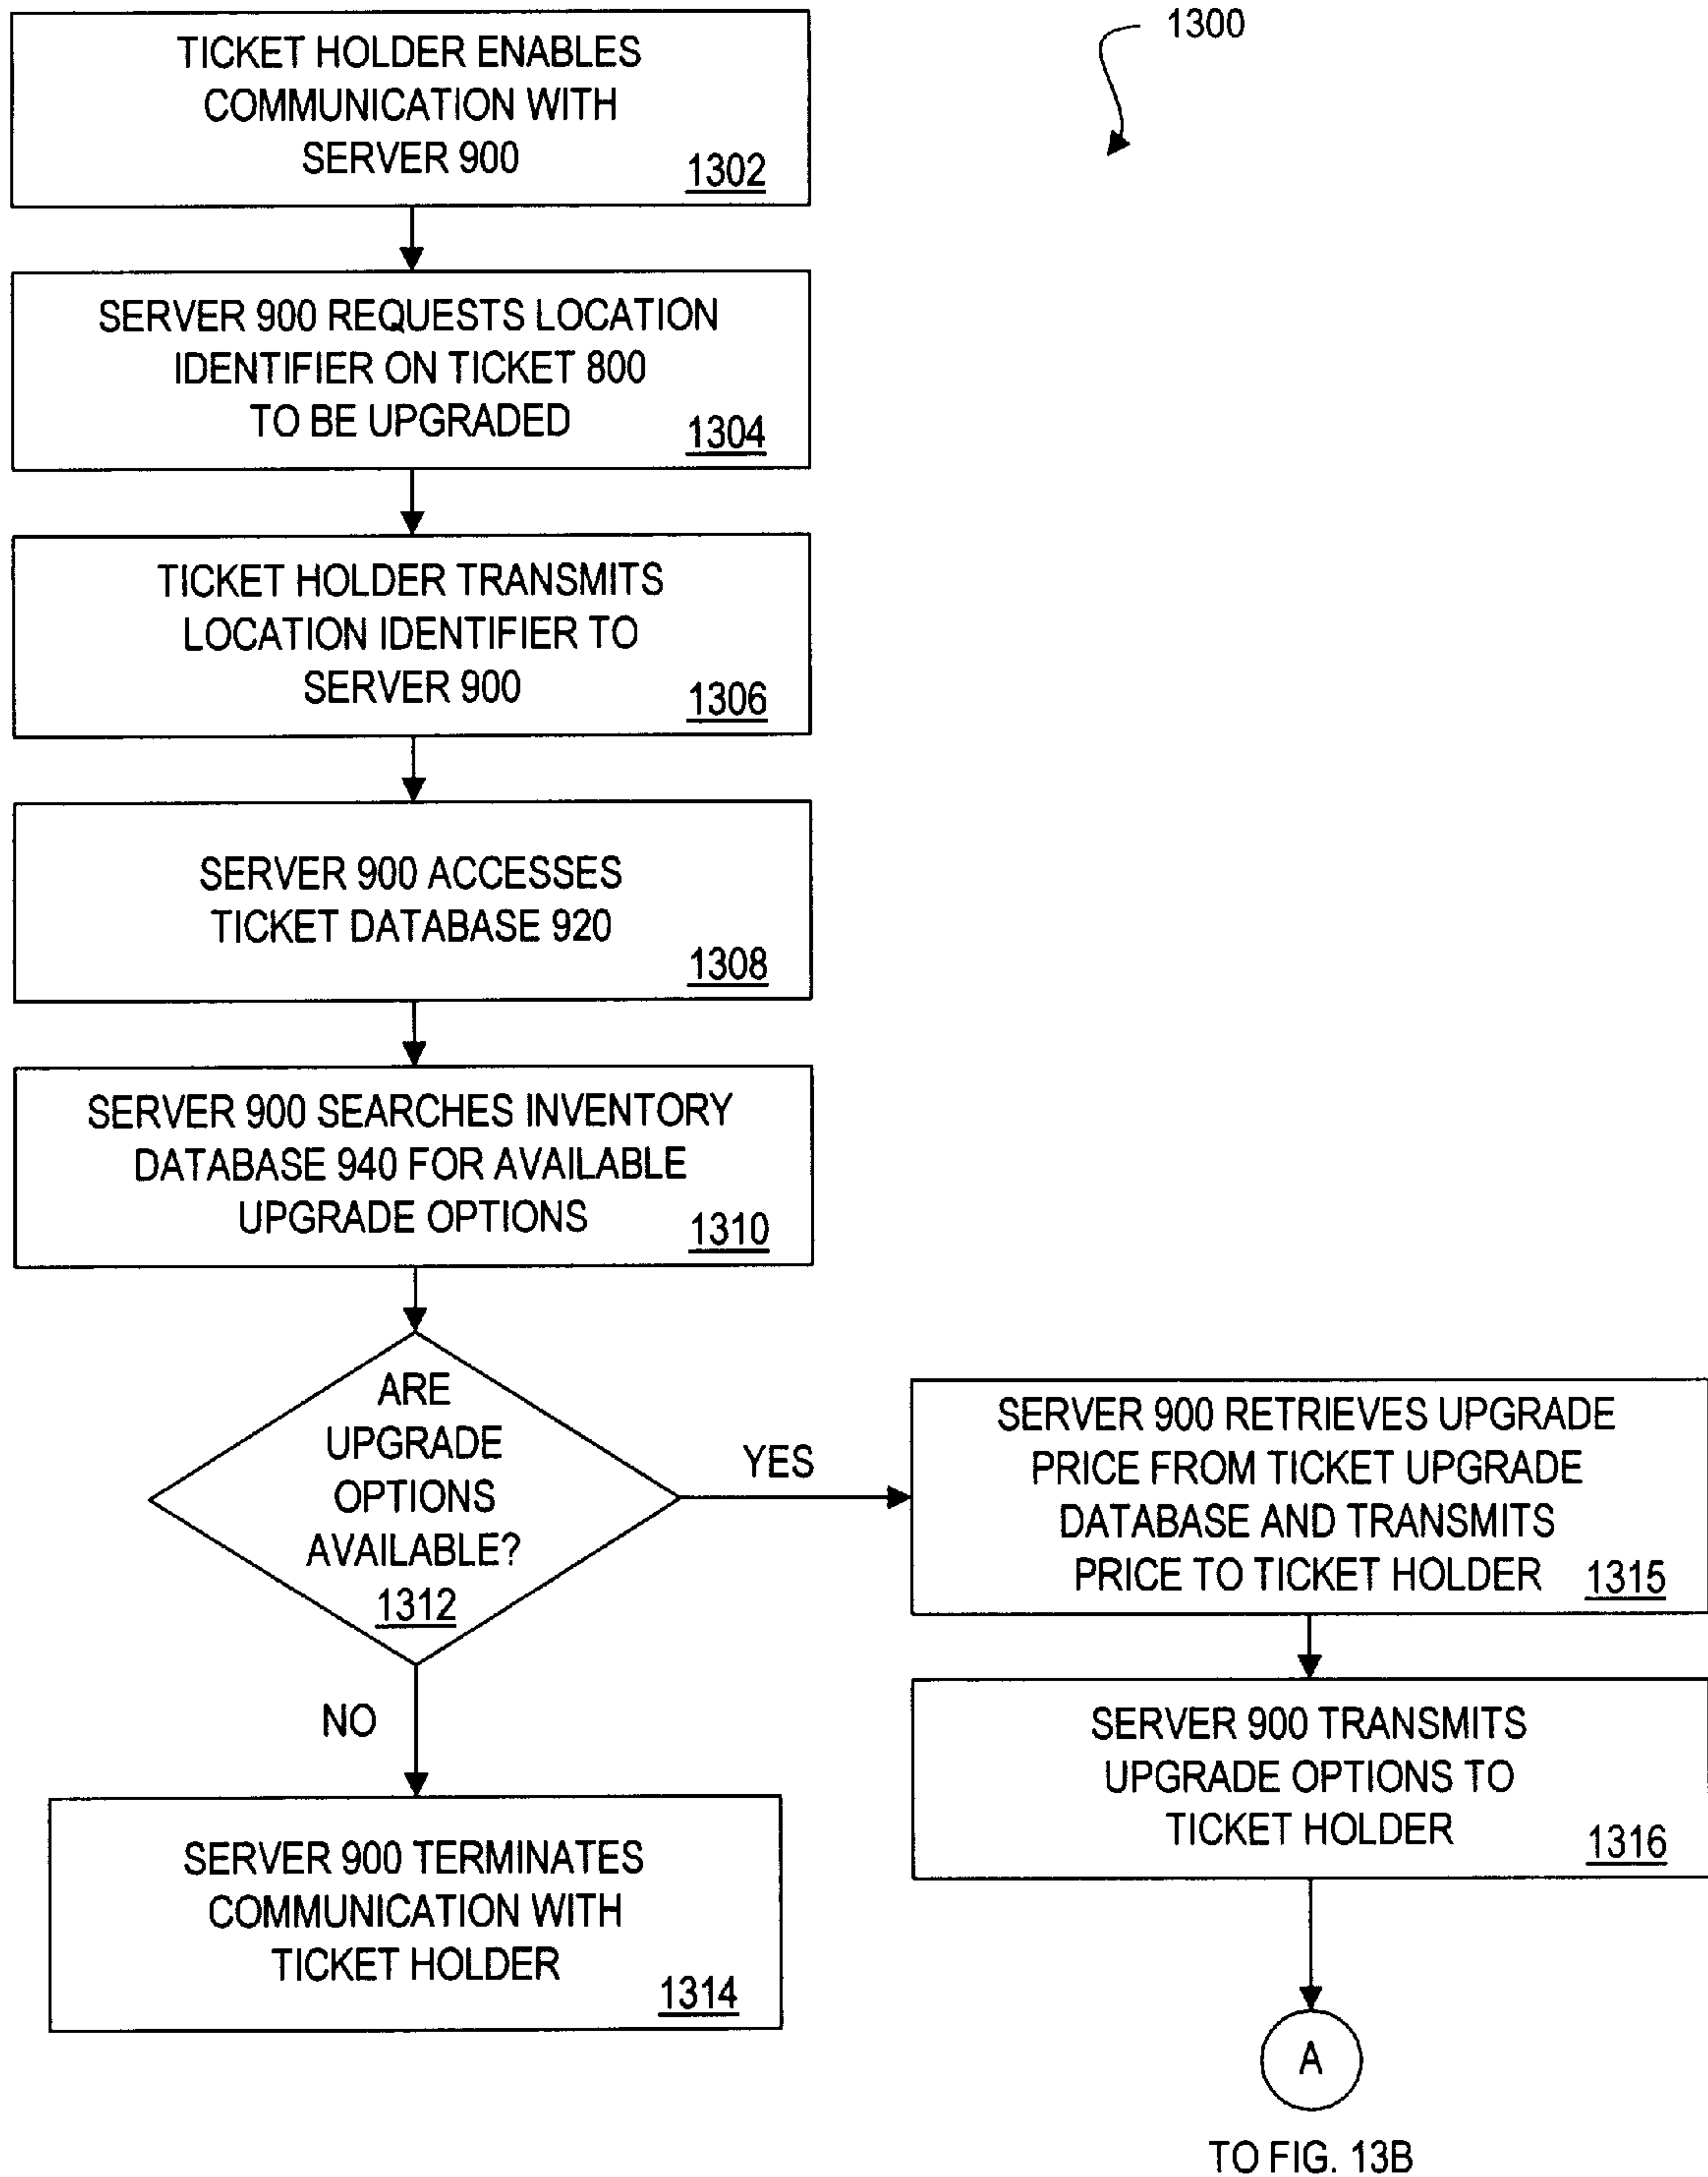 1300
TICKET HOLDER ENABLES
COMMUNICATION WITH
SERVER 900
1302
SERVER 900 REQUESTS LOCATION
IDENTIFIER ON TICKET 800
TO BE UPGRADED
1304
TICKET HOLDER TRANSMITS
LOCATION IDENTIFIER TO
SERVER 900
1306
SERVER 900 ACCESSES
TICKET DATABASE 920
1308
SERVER 900 SEARCHES INVENTORY
DATABASE 940 FOR AVAILABLE
UPGRADE OPTIONS
1310
ARE
UPGRADE
OPTIONS
AVAILABLE?
1312
YES
NO
SERVER 900 TERMINATES
COMMUNICATION WITH
TICKET HOLDER
1314
SERVER 900 RETRIEVES UPGRADE
PRICE FROM TICKET UPGRADE
DATABASE AND TRANSMITS
PRICE TO TICKET HOLDER
1315
SERVER 900 TRANSMITS
UPGRADE OPTIONS TO
TICKET HOLDER
1316
A
TO FIG. 13B